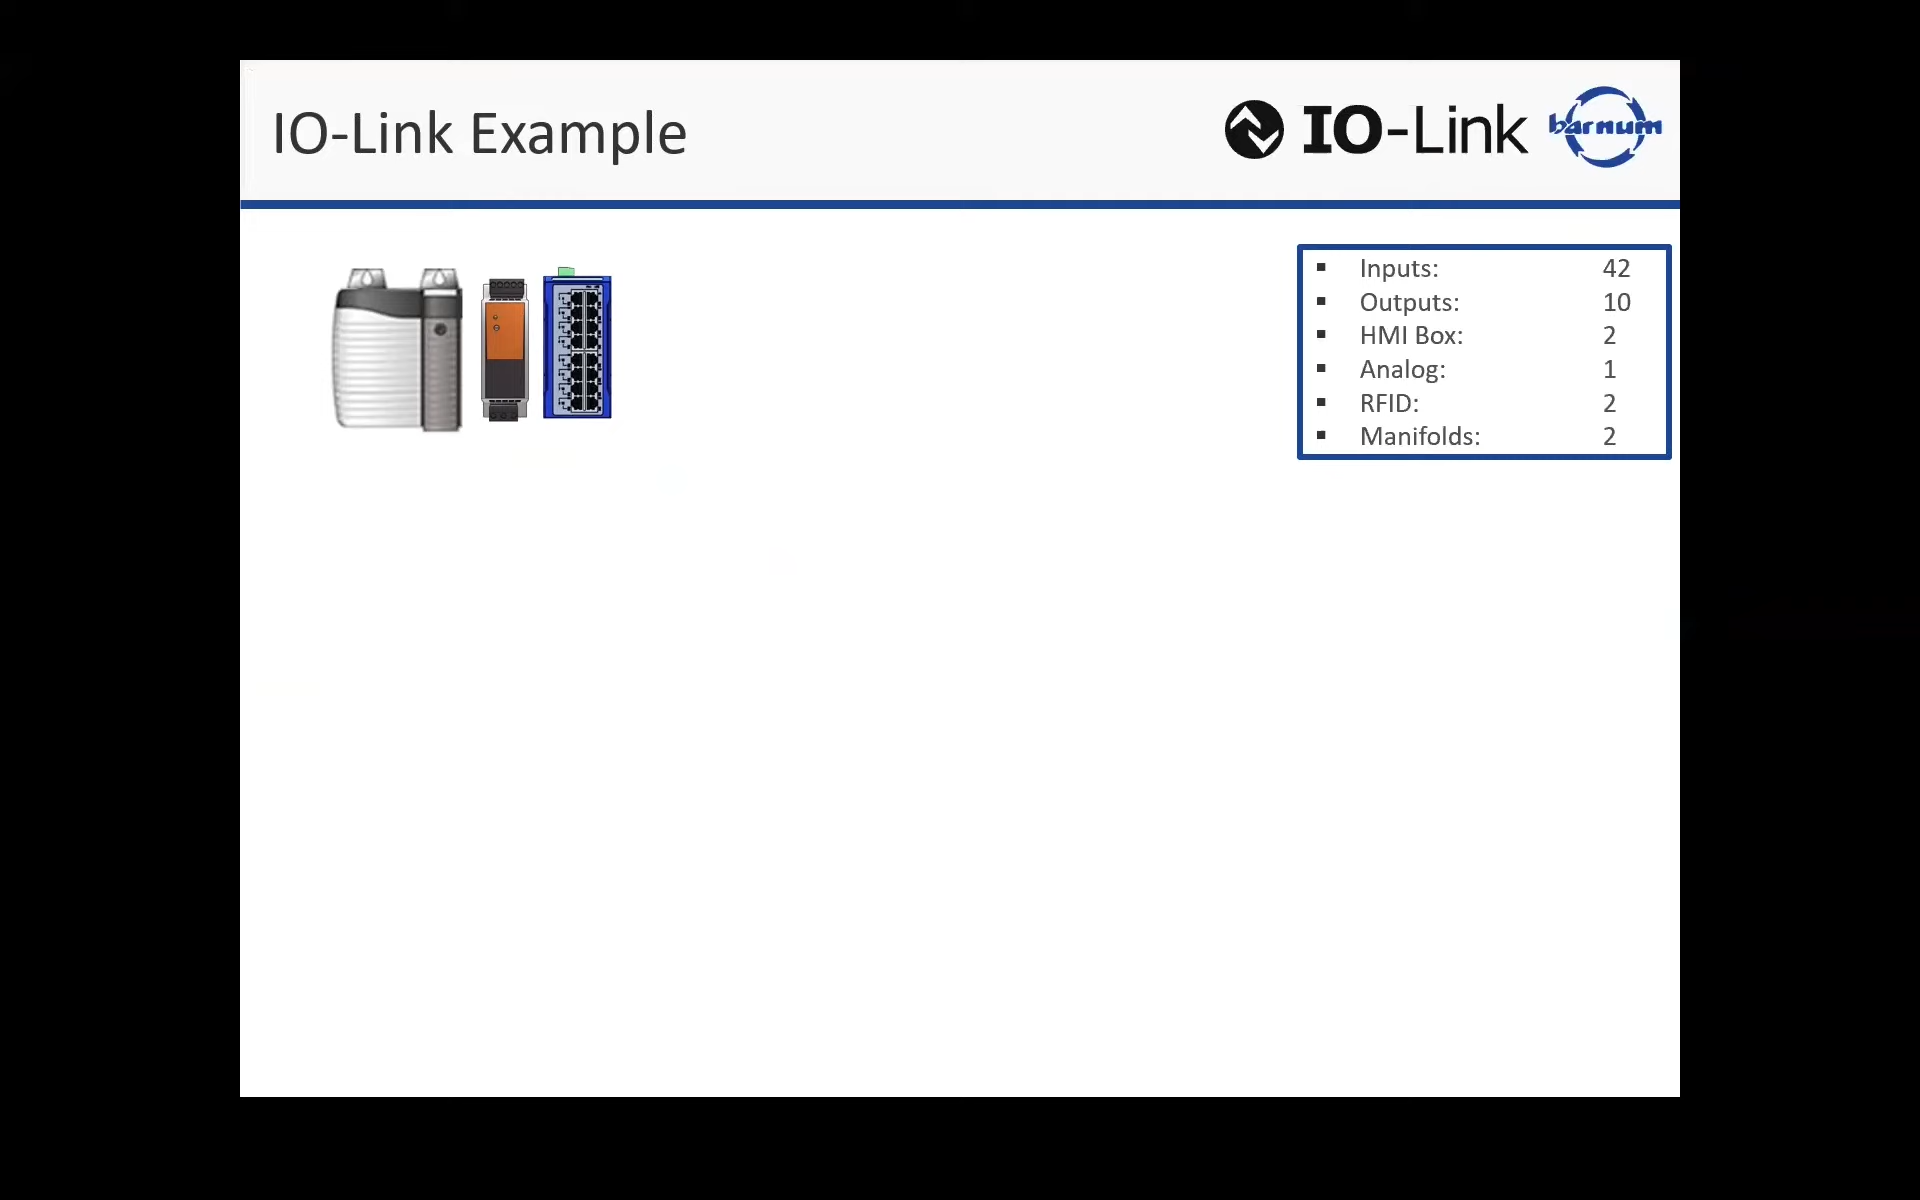 IO-Link Example
IO-Link
barnum
▪ Inputs: 42
▪ Outputs: 10
▪ HMI Box: 2
▪ Analog: 1
▪ RFID: 2
▪ Manifolds: 2